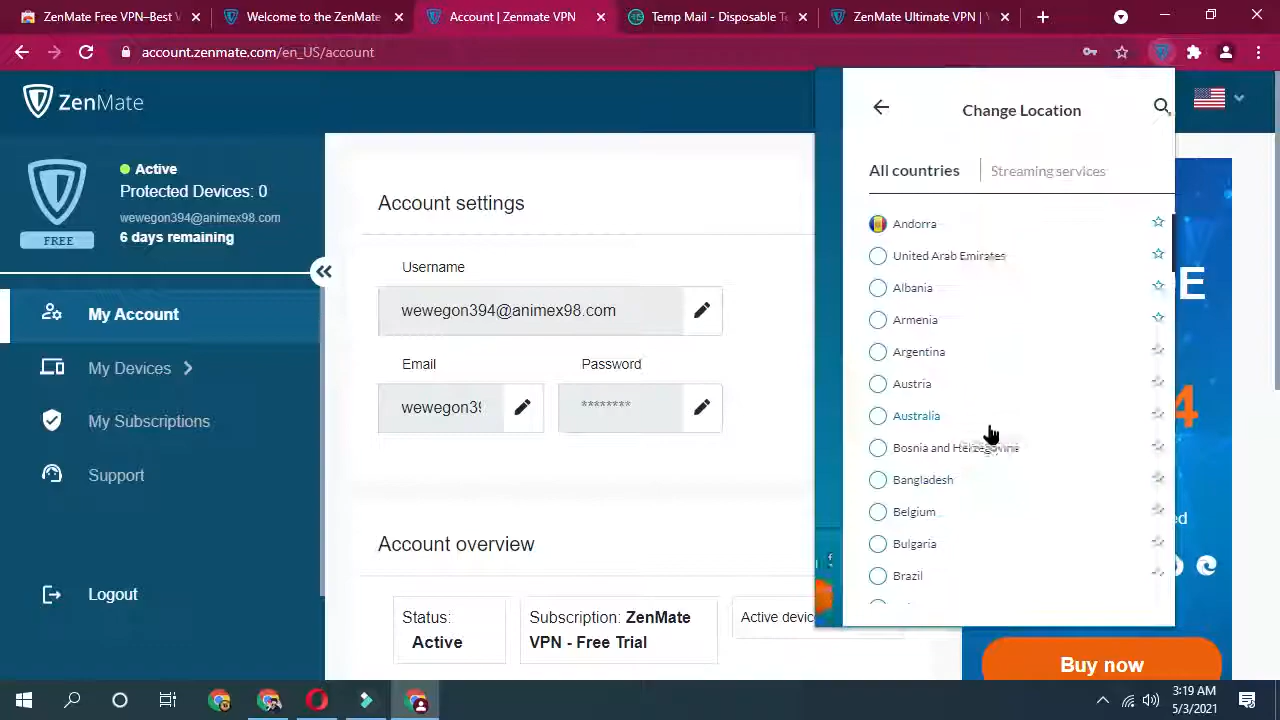 ZenMate Free VPN–Best V
Welcome to the ZenMate
Account | Zenmate VPN
Temp Mail - Disposable Te
ZenMate Ultimate VPN |
account.zenmate.com/en_US/account
ZenMate
Active
Protected Devices: 0
wewegon394@animex98.com
6 days remaining
FREE
My Account
My Devices
My Subscriptions
Support
Logout
Account settings
Username
wewegon394@animex98.com
Email
Password
wewegon39
********
Account overview
Status:
Active
Subscription: ZenMate
VPN - Free Trial
Active devic
Change Location
All countries
Streaming services
Andorra
United Arab Emirates
Albania
Armenia
Argentina
Austria
Australia
Bosnia and Herzegovine
Bangladesh
Belgium
Bulgaria
Brazil
E
4
ed
Buy now
3:19 AM
5/3/2021